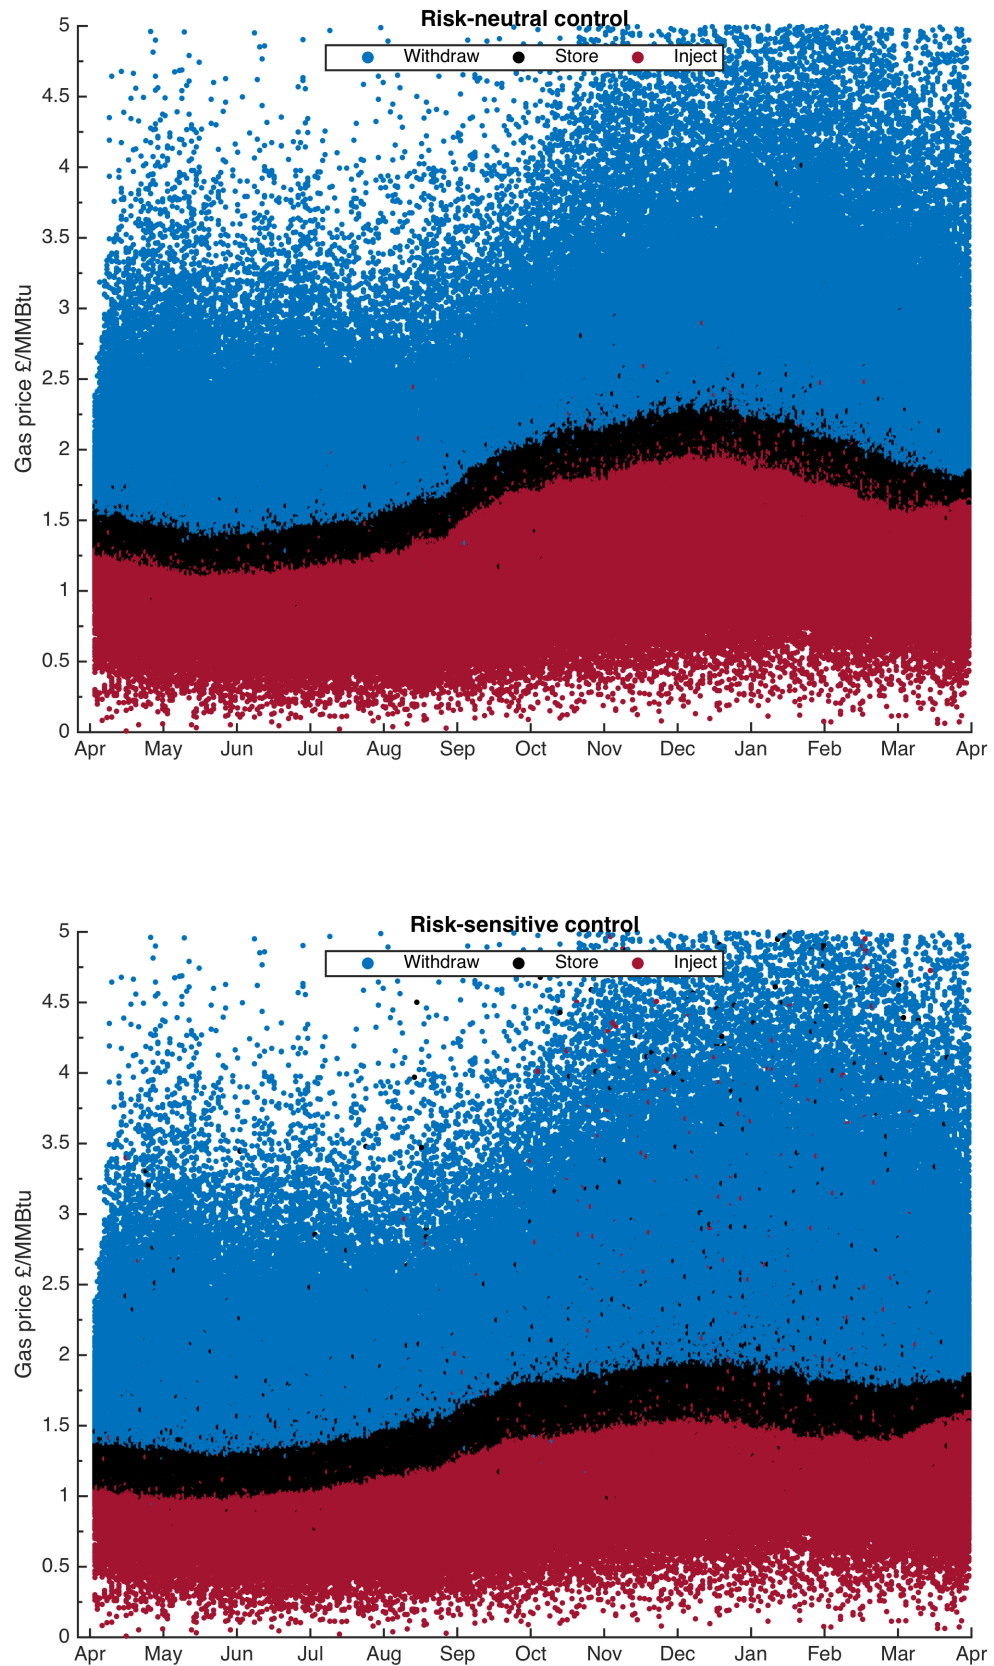 Risk-neutral control
Withdraw Store Inject
5
4.5
4
3.5
3
2.5
2
1.5
1
0.5
0
Gas price £/MMBtu
Apr May Jun Jul Aug Sep Oct Nov Dec Jan Feb Mar Apr
Risk-sensitive control
Withdraw Store Inject
5
4.5
4
3.5
3
2.5
2
1.5
1
0.5
0
Gas price £/MMBtu
Apr May Jun Jul Aug Sep Oct Nov Dec Jan Feb Mar Apr